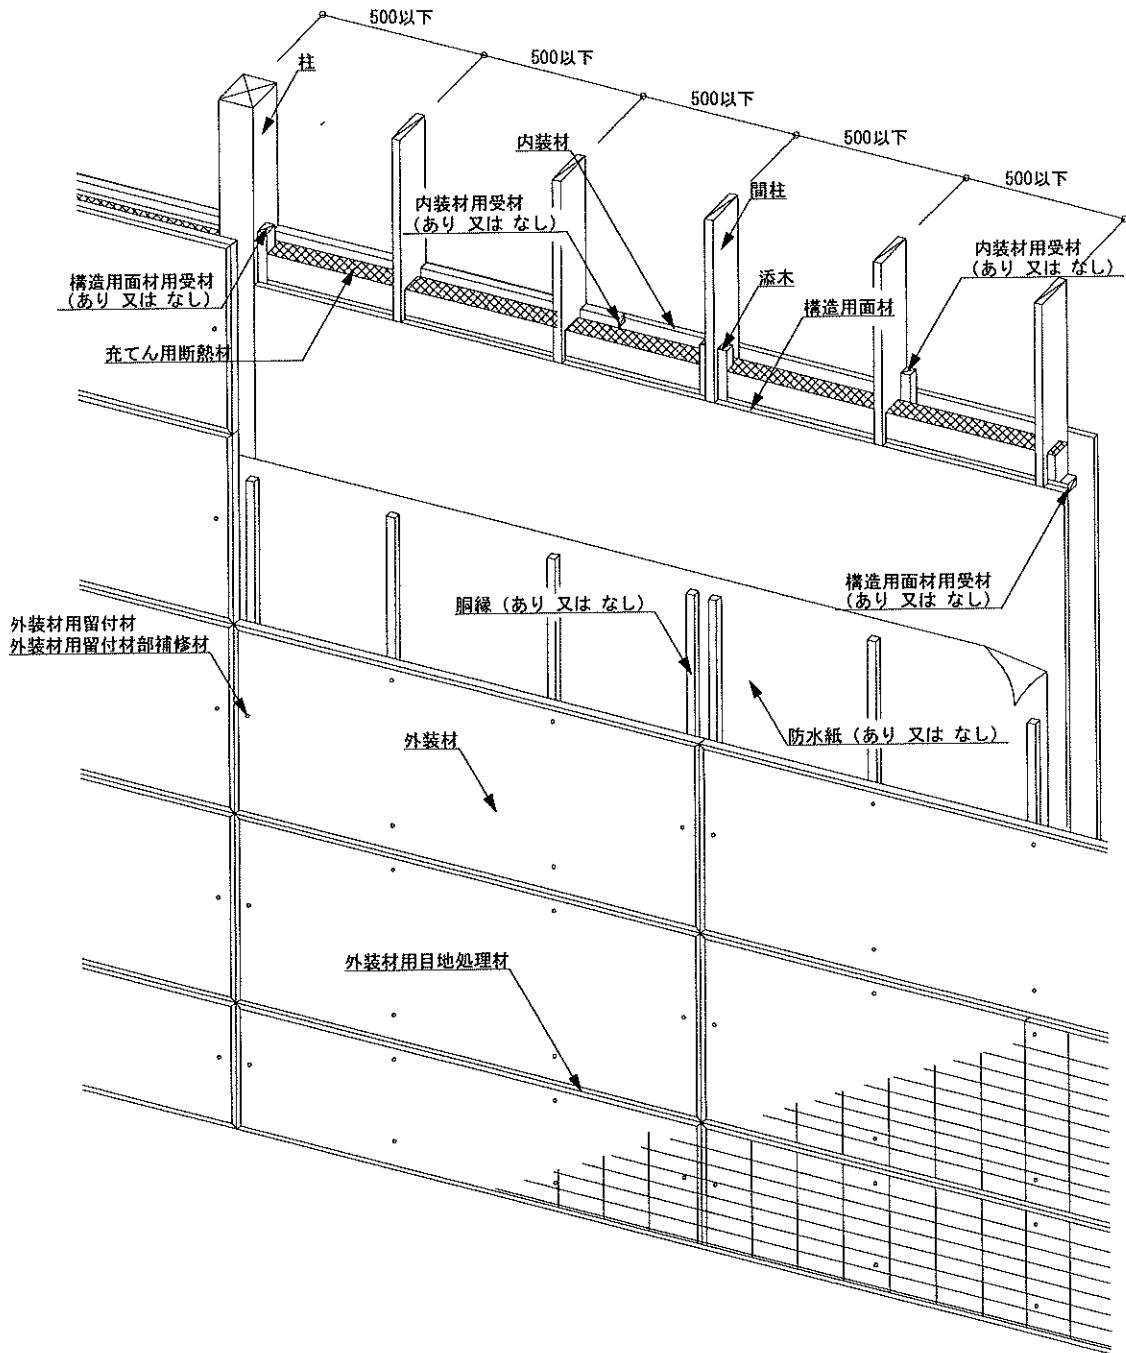 500以下
500以下
500以下
500以下
500以下
柱
内装材
内装材用受材
(あり 又は なし)
間柱
内装材用受材
(あり 又は なし)
構造用面材用受材
(あり 又は なし)
添木
構造用面材
充てん用断熱材
構造用面材用受材
(あり 又は なし)
胴縁 (あり 又は なし)
外装材用留付材
外装材用留付材部補修材
防水紙 (あり 又は なし)
外装材
外装材用目地処理材